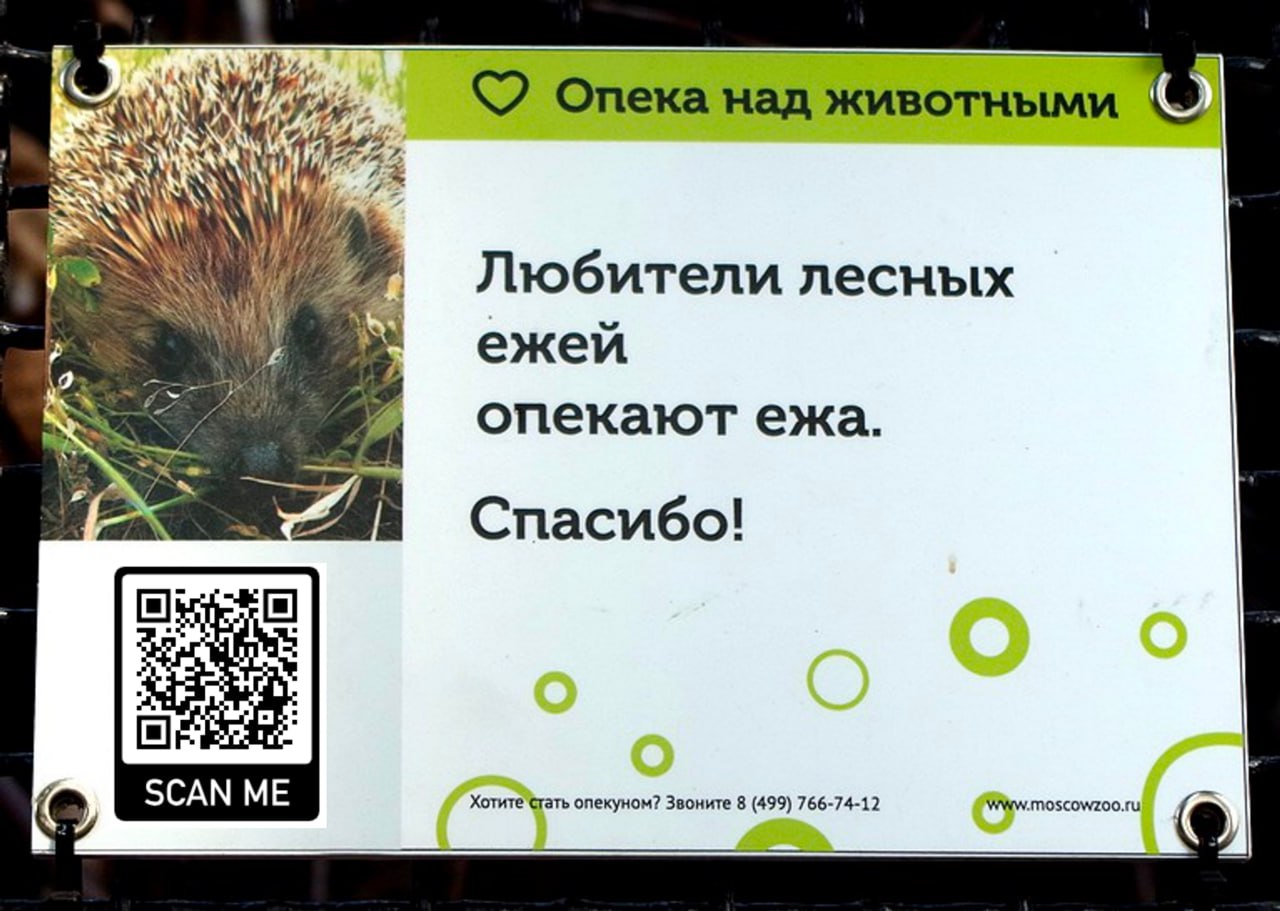 Опека над животными
Любители лесных
ежей
опекают ежа.
Спасибо!
SCAN ME
Хотите стать опекуном? Звоните 8 (499) 766-74-12
www.moscowzoo.ru